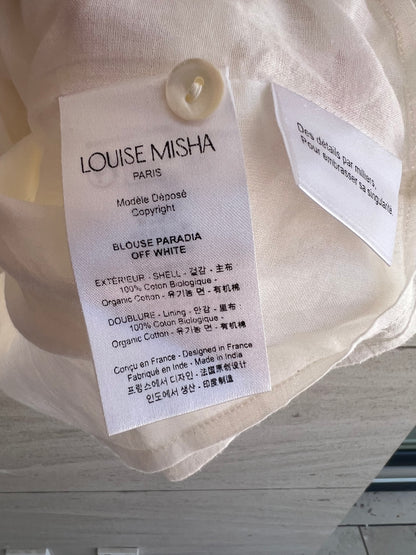 LOUISE MISHA
PARIS
Modèle Déposé
Copyright
BLOUSE PARADIA
OFF WHITE
EXTÉRIEUR - SHELL - 겉감 - 主布
100% Coton Biologique -
Organic Cotton - 유기농 면 - 有机棉
DOUBLURE - Lining - 안감 - 里布 -
100% Coton Biologique -
Organic Cotton - 유기농 면 - 有机棉
Conçu en France - Designed in France
Fabriqué en Inde - Made in India
프랑스에서 디자인 - 法国原创设计
인도에서 생산 - 印度制造
Des détails par milliers,
Pour embrasser sa singularité.